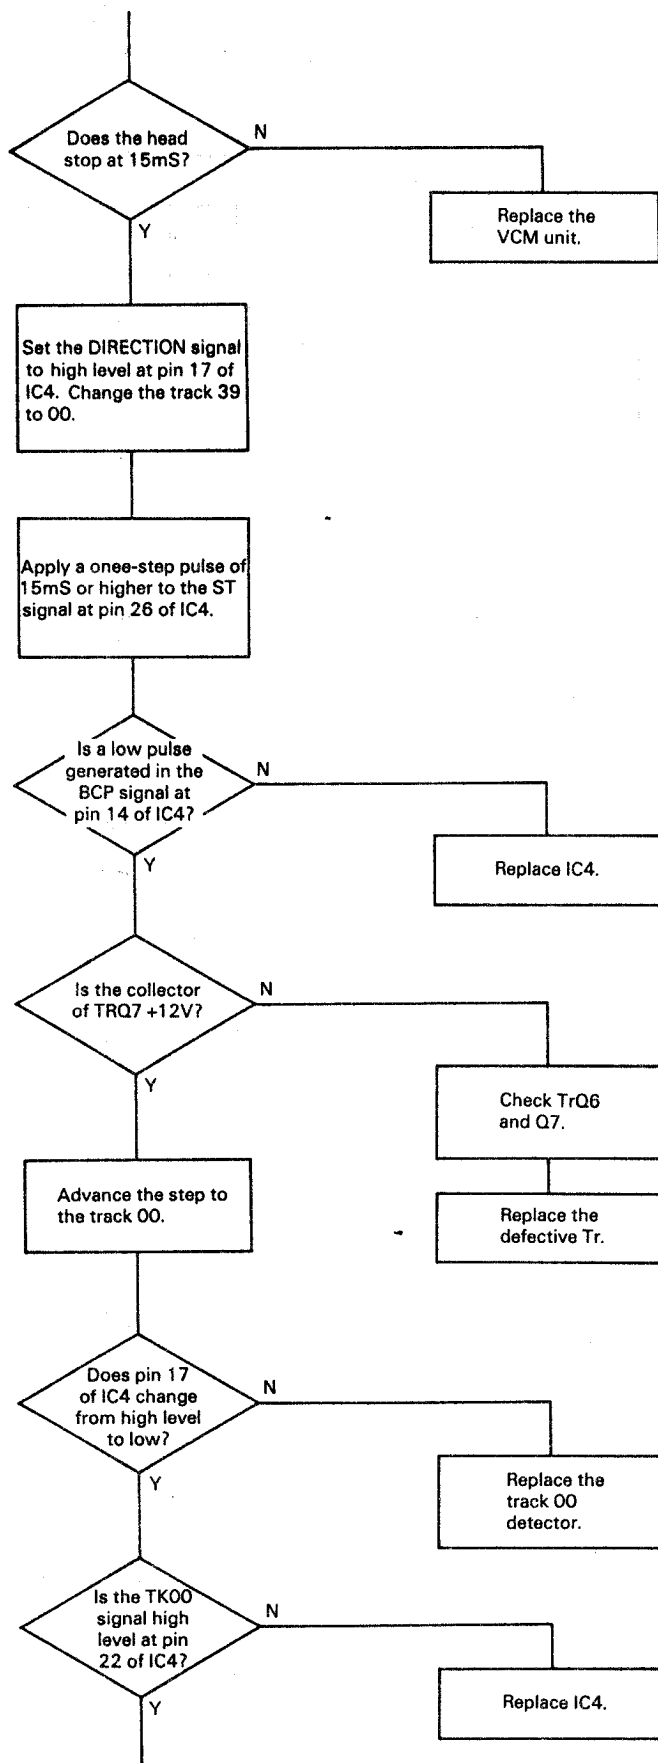 Does the head
stop at 15mS?
N
Y
Replace the
VCM unit.
Set the DIRECTION signal
to high level at pin 17 of
IC4. Change the track 39
to 00.
Apply a onee-step pulse of
15mS or higher to the ST
signal at pin 26 of IC4.
Is a low pulse
generated in the
BCP signal at
pin 14 of IC4?
N
Y
Replace IC4.
Is the collector
of TRQ7 +12V?
N
Y
Check TrQ6
and Q7.
Replace the
defective Tr.
Advance the step to
the track 00.
Does pin 17
of IC4 change
from high level
to low?
N
Y
Replace the
track 00
detector.
Is the TK00
signal high
level at pin
22 of IC4?
N
Y
Replace IC4.